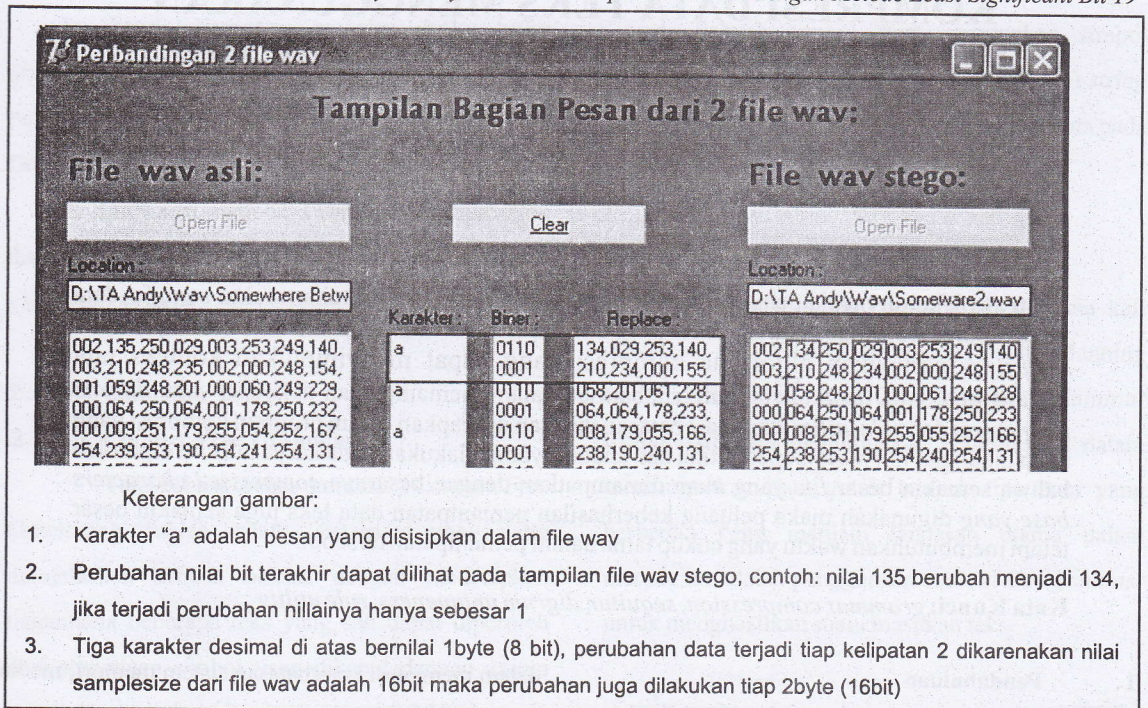 dengan Metode Least Significant Bit 19
Perbandingan 2 file wav
Tampilan Bagian Pesan dari 2 file wav:
File wav asli:
File wav stego:
Open File
Clear
Open File
Location :
Location :
D:\TA Andy\Wav\Somewhere Betw
D:\TA Andy\Wav\Someware2.wav
Karakter : Biner : Replace :
002,135,250,029,003,253,249,140, a 0110 134,029,253,140, 002,134,250,029,003,253,249,140
003,210,248,235,002,000,248,154, 0001 210,234,000,155, 003,210,248,234,002,000,248,155
001,059,248,201,000,060,249,229, a 0110 058,201,061,228, 001,058,248,201,000,061,249,228
000,064,250,064,001,178,250,232, 0001 064,064,178,233, 000,064,250,064,001,178,250,233
000,009,251,179,255,054,252,167, a 0110 008,179,055,166, 000,008,251,179,255,055,252,166
254,239,253,190,254,241,254,131, 0001 238,190,240,131, 254,238,253,190,254,240,254,131
Keterangan gambar:
1. Karakter "a" adalah pesan yang disisipkan dalam file wav
2. Perubahan nilai bit terakhir dapat dilihat pada tampilan file wav stego, contoh: nilai 135 berubah menjadi 134,
jika terjadi perubahan nillainya hanya sebesar 1
3. Tiga karakter desimal di atas bernilai 1byte (8 bit), perubahan data terjadi tiap kelipatan 2 dikarenakan nilai
samplesize dari file wav adalah 16bit maka perubahan juga dilakukan tiap 2byte (16bit)